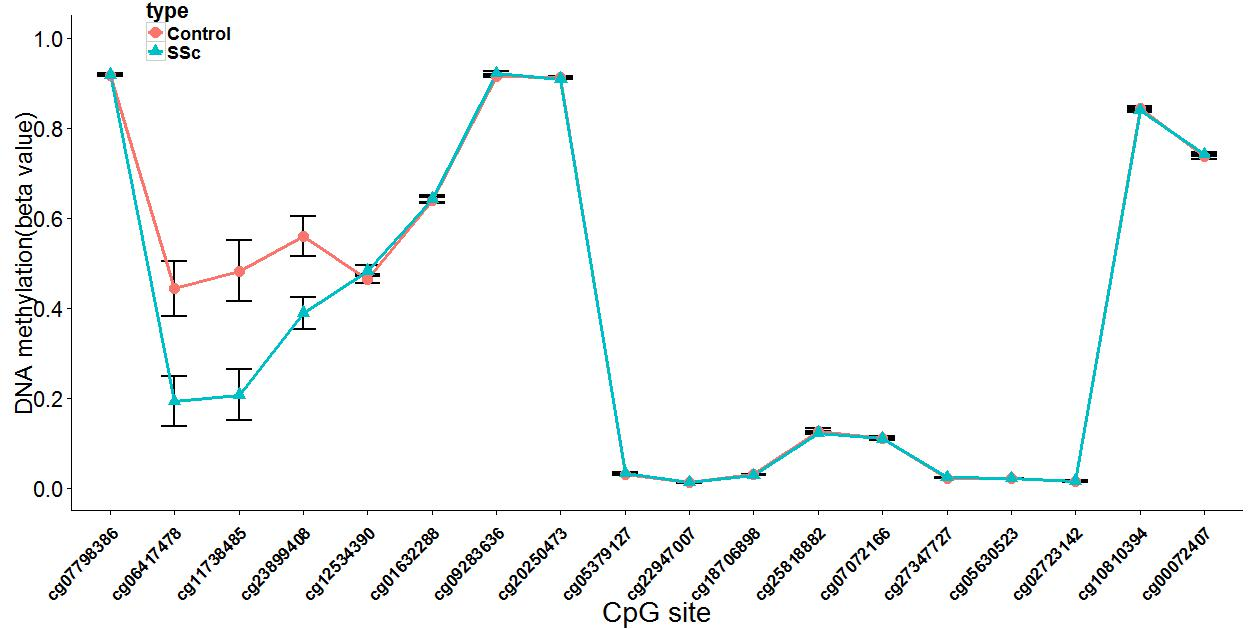 type
Control
SSc
DNA methylation(beta value)
1.0
0.8
0.6
0.4
0.2
0.0
cg07798386
cg06417478
cg11738485
cg23899408
cg12534390
cg01632288
cg09283636
cg20250473
cg05379127
cg22947007
cg18706898
cg25818882
cg07072166
cg27347727
cg05630523
cg02723142
cg10810394
cg00072407
CpG site